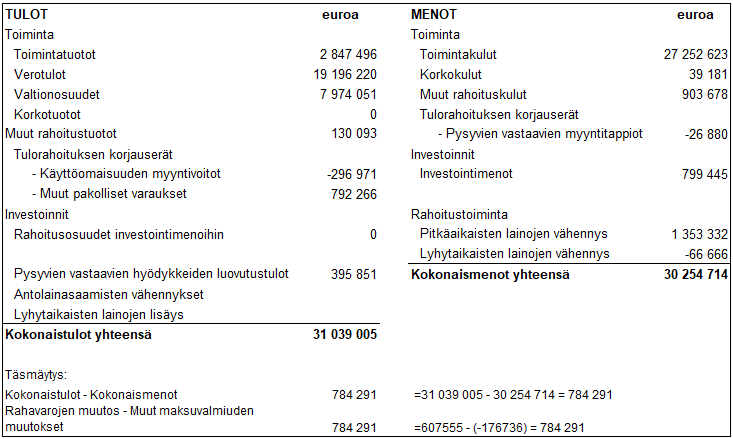 TULOT euroa MENOT euroa
Toiminta Toiminta
Toimintatuotot 2 847 496 Toimintakulut 27 252 623
Verotulot 19 196 220 Korkokulut 39 181
Valtionosuudet 7 974 051 Muut rahoituskulut 903 678
Korkotuotot 0 Tulorahoituksen korjauserät
Muut rahoitustuotot 130 093 - Pysyvien vastaavien myyntitappiot -26 880
Tulorahoituksen korjauserät Investoinnit
- Käyttöomaisuuden myyntivoitot -296 971 Investointimenot 799 445
- Muut pakolliset varaukset 792 266
Investoinnit Rahoitustoiminta
Rahoitusosuudet investointimenoihin 0 Pitkäaikaisten lainojen vähennys 1 353 332
Lyhytaikaisten lainojen vähennys -66 666
Pysyvien vastaavien hyödykkeiden luovutustulot 395 851 Kokonaismenot yhteensä 30 254 714
Antolainasaamisten vähennykset
Lyhytaikaisten lainojen lisäys
Kokonaistulot yhteensä 31 039 005
Täsmäytys:
Kokonaistulot - Kokonaismenot 784 291 =31 039 005 - 30 254 714 = 784 291
Rahavarojen muutos - Muut maksuvalmiuden
muutokset 784 291 =607555 - (-176736) = 784 291